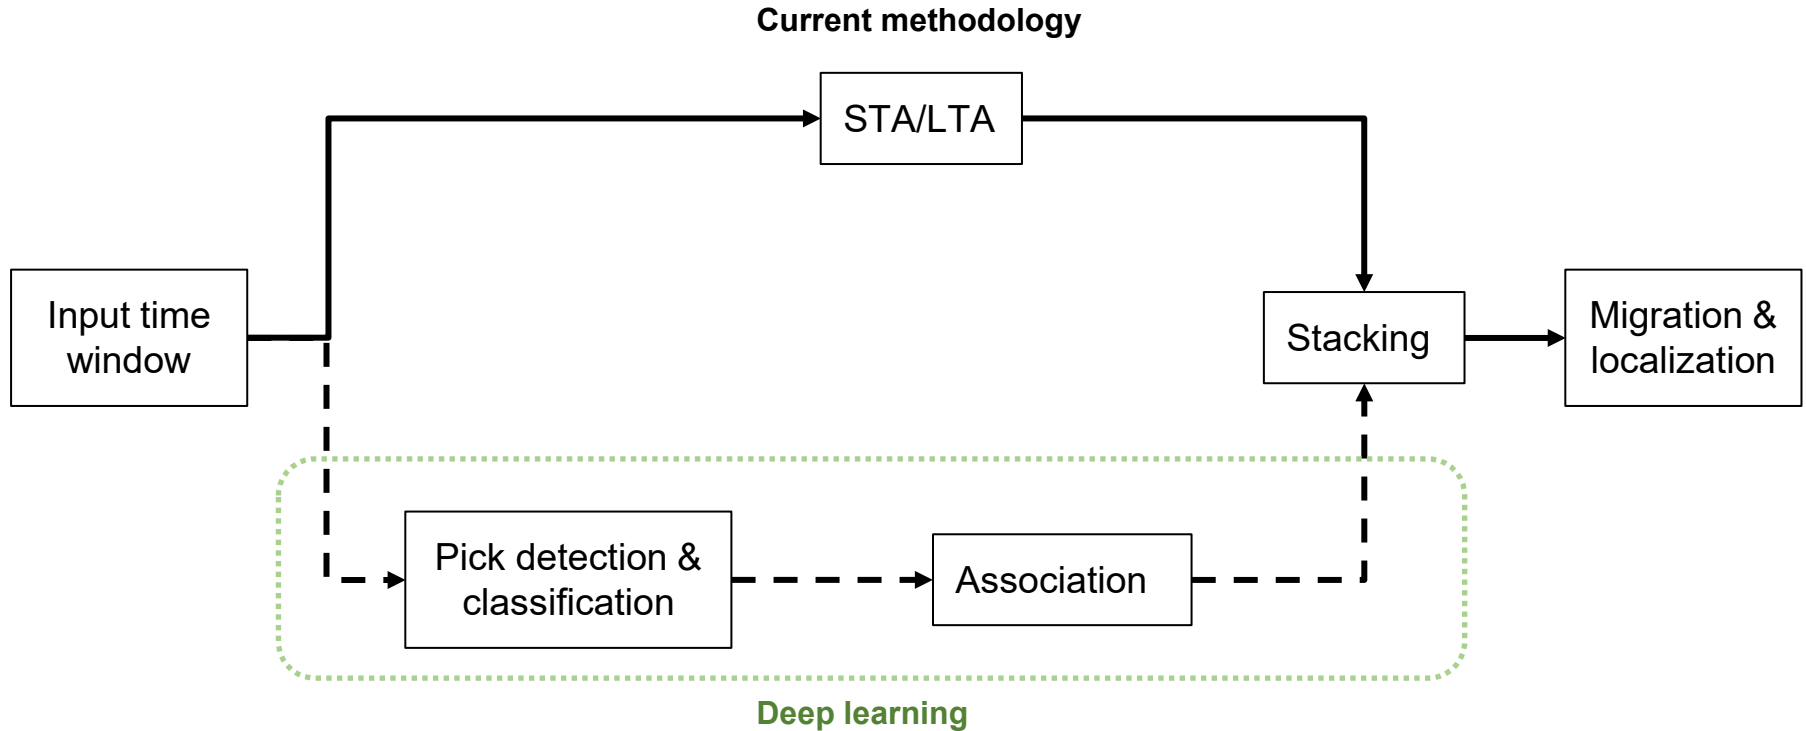 Current methodology
STA/LTA
Input time
window
Stacking
Migration &
localization
Pick detection &
classification
Association
Deep learning